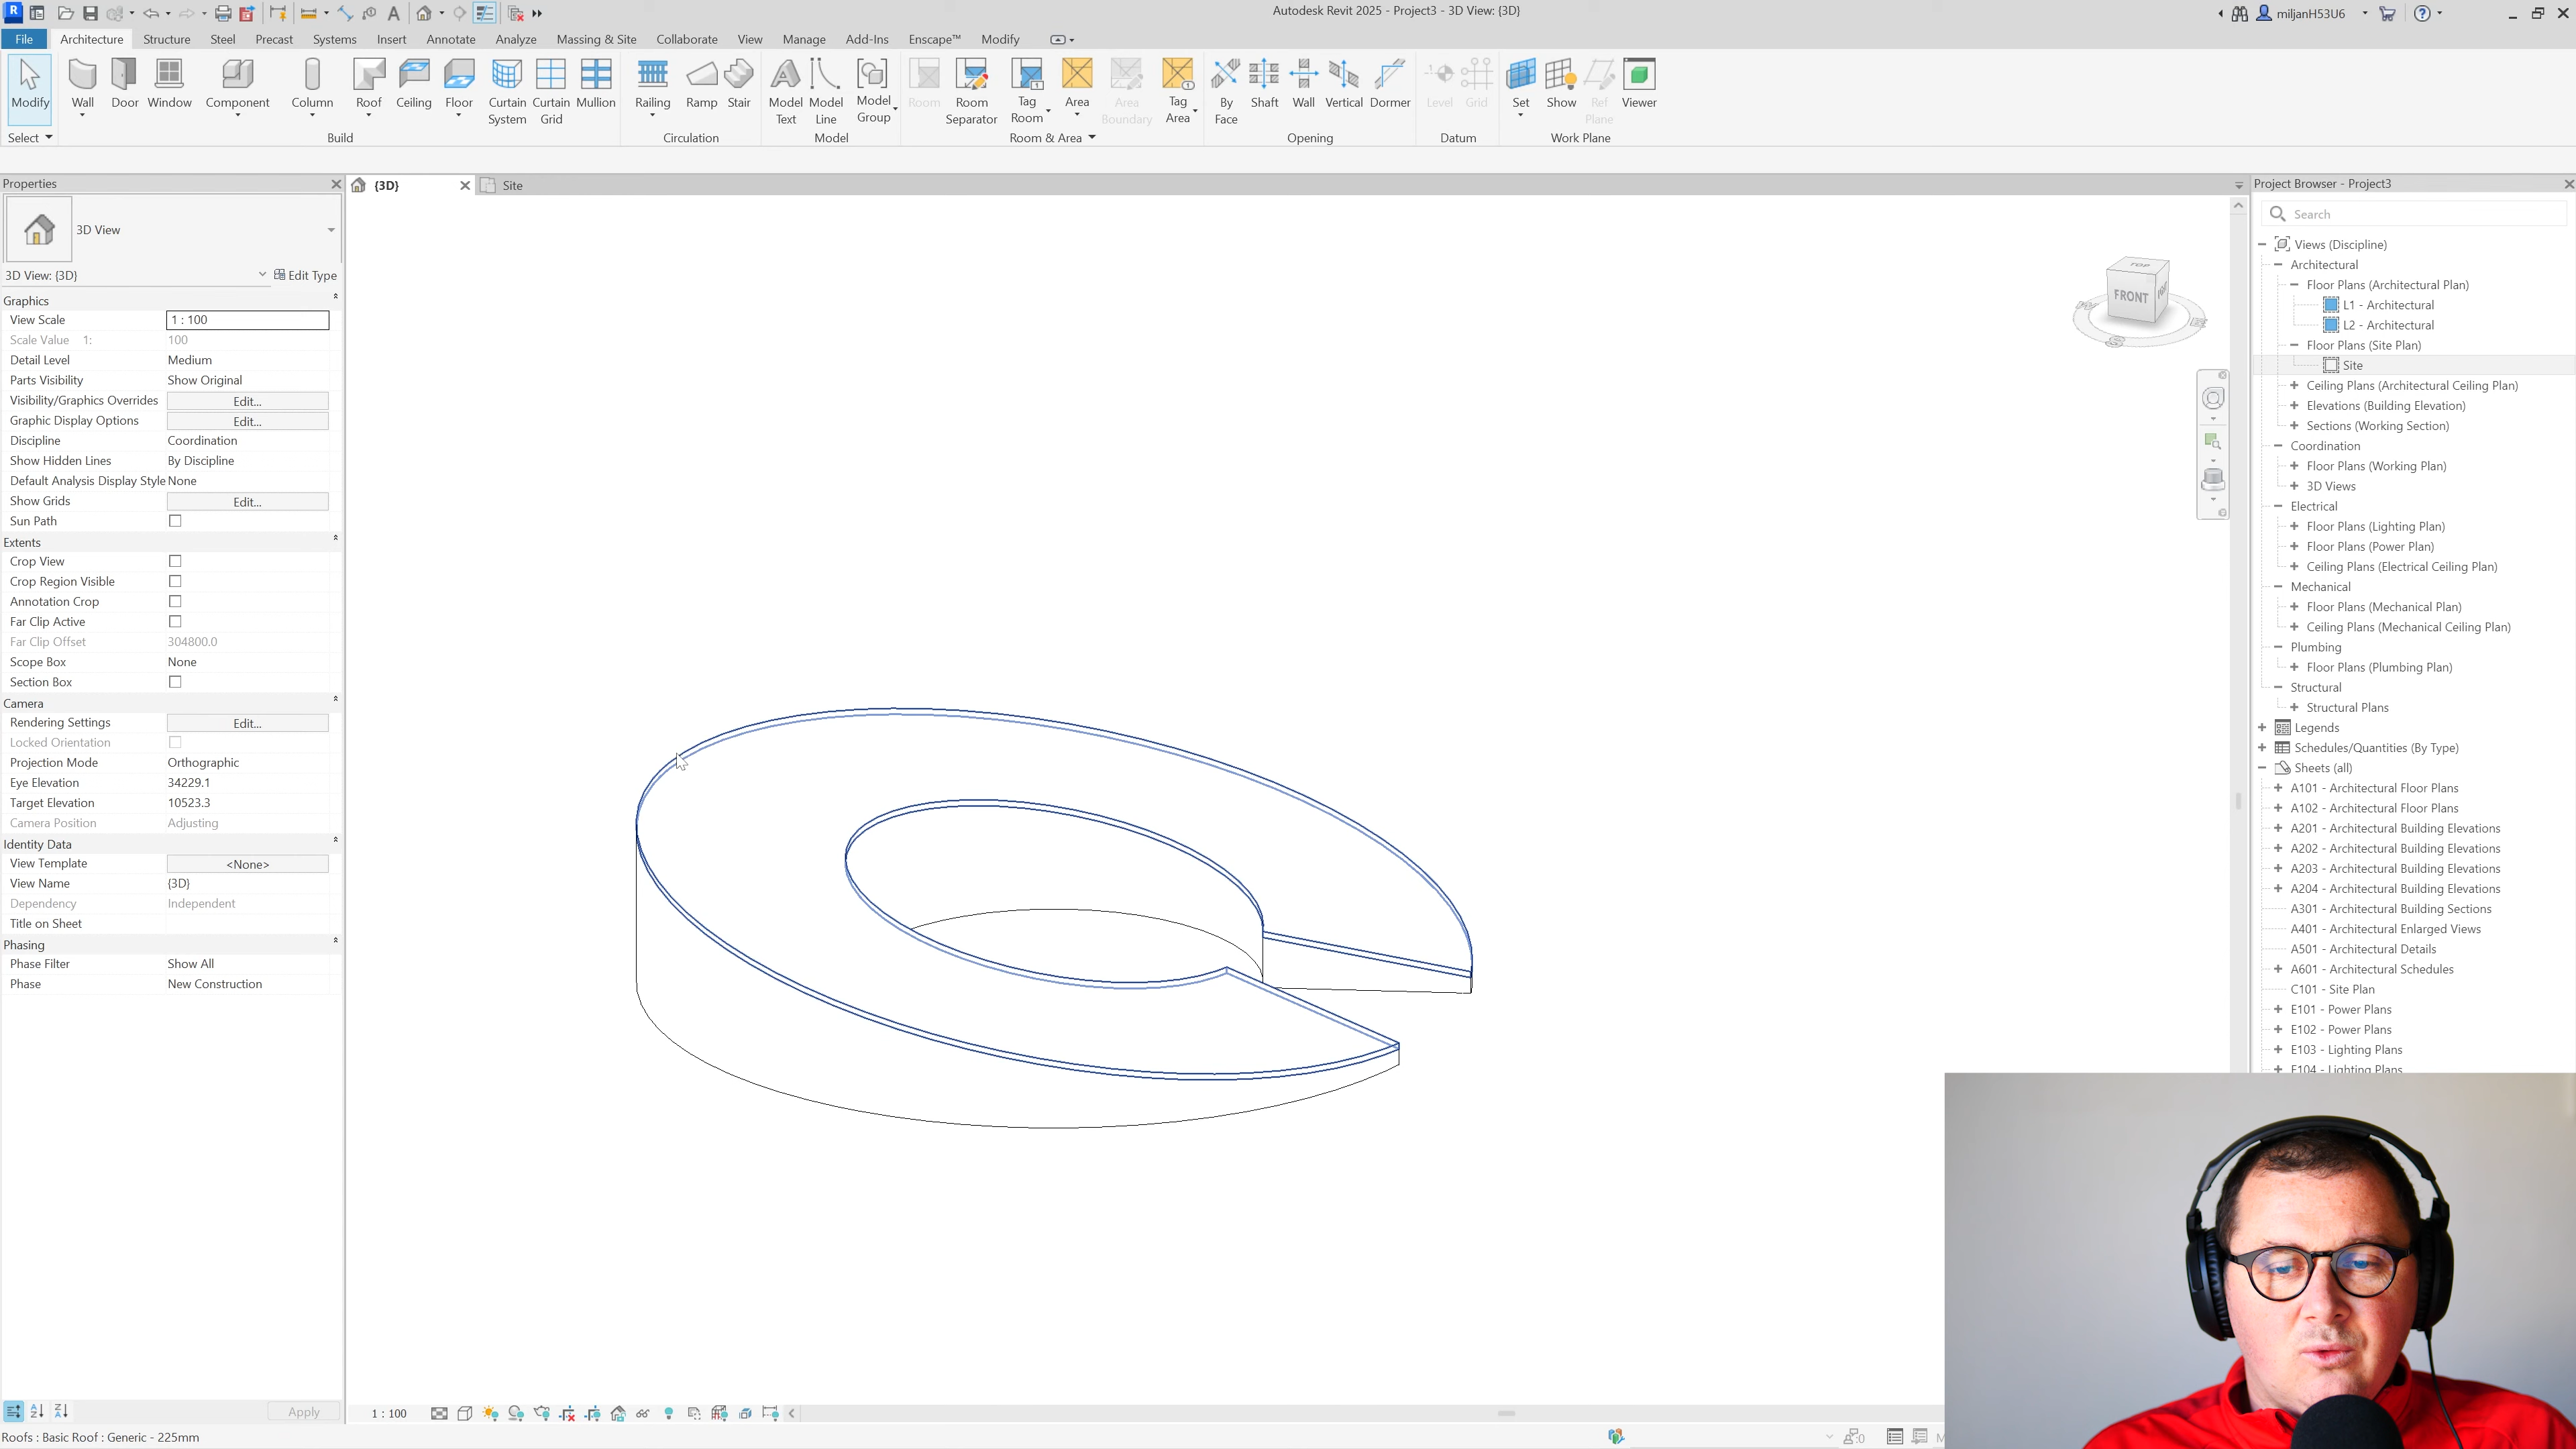 Autodesk Revit 2025 - Project3 - 3D View: {3D}
miljanH53U6
File Architecture Structure Steel Precast Systems Insert Annotate Analyze Massing & Site Collaborate View Manage Add-Ins Enscape™ Modify
Modify Wall Door Window Component Column Roof Ceiling Floor Curtain System Curtain Grid Mullion Railing Ramp Stair Model Text Model Line Model Group Room Room Separator Tag Room Area Area Boundary Tag Area By Face Shaft Wall Vertical Dormer Level Grid Set Show Ref Plane Viewer
Select Build Circulation Model Room & Area Opening Datum Work Plane
Properties
3D View
3D View: {3D} Edit Type
Graphics
View Scale 1 : 100
Scale Value 1: 100
Detail Level Medium
Parts Visibility Show Original
Visibility/Graphics Overrides Edit...
Graphic Display Options Edit...
Discipline Coordination
Show Hidden Lines By Discipline
Default Analysis Display Style None
Show Grids Edit...
Sun Path
Extents
Crop View
Crop Region Visible
Annotation Crop
Far Clip Active
Far Clip Offset 304800.0
Scope Box None
Section Box
Camera
Rendering Settings Edit...
Locked Orientation
Projection Mode Orthographic
Eye Elevation 34229.1
Target Elevation 10523.3
Camera Position Adjusting
Identity Data
View Template <None>
View Name {3D}
Dependency Independent
Title on Sheet
Phasing
Phase Filter Show All
Phase New Construction
Apply
Roofs : Basic Roof : Generic - 225mm
{3D} Site
TOP
FRONT
S
1 : 100
:0
Project Browser - Project3
Search
Views (Discipline)
Architectural
Floor Plans (Architectural Plan)
L1 - Architectural
L2 - Architectural
Floor Plans (Site Plan)
Site
Ceiling Plans (Architectural Ceiling Plan)
Elevations (Building Elevation)
Sections (Working Section)
Coordination
Floor Plans (Working Plan)
3D Views
Electrical
Floor Plans (Lighting Plan)
Floor Plans (Power Plan)
Ceiling Plans (Electrical Ceiling Plan)
Mechanical
Floor Plans (Mechanical Plan)
Ceiling Plans (Mechanical Ceiling Plan)
Plumbing
Floor Plans (Plumbing Plan)
Structural
Structural Plans
Legends
Schedules/Quantities (By Type)
Sheets (all)
A101 - Architectural Floor Plans
A102 - Architectural Floor Plans
A201 - Architectural Building Elevations
A202 - Architectural Building Elevations
A203 - Architectural Building Elevations
A204 - Architectural Building Elevations
A301 - Architectural Building Sections
A401 - Architectural Enlarged Views
A501 - Architectural Details
A601 - Architectural Schedules
C101 - Site Plan
E101 - Power Plans
E102 - Power Plans
E103 - Lighting Plans
E104 - Lighting Plans